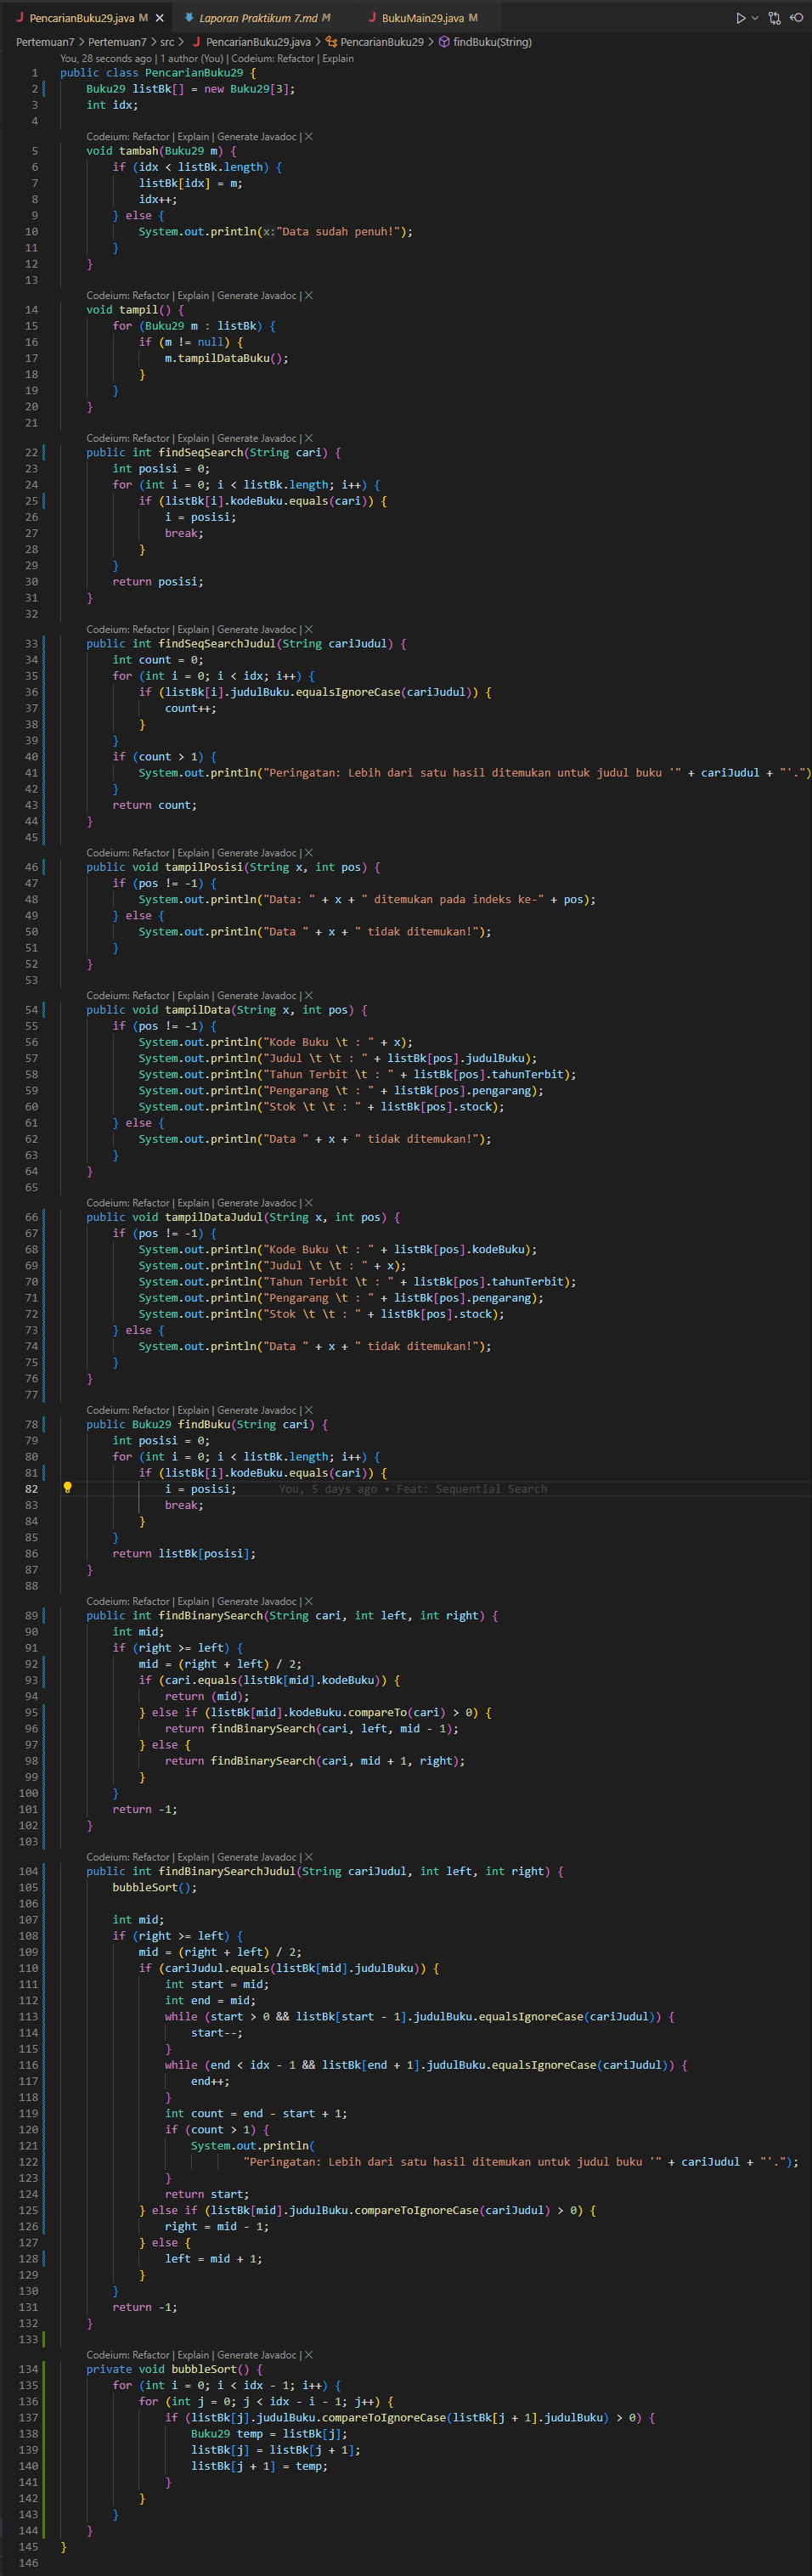 PencarianBuku29.java M
Laporan Praktikum 7.md M
BukuMain29.java M
Pertemuan7 > Pertemuan7 > src > PencarianBuku29.java > PencarianBuku29 > findBuku(String)
You, 28 seconds ago | 1 author (You) | Codeium: Refactor | Explain
1 public class PencarianBuku29 {
2     Buku29 listBk[] = new Buku29[3];
3     int idx;
4
Codeium: Refactor | Explain | Generate Javadoc | X
5     void tambah(Buku29 m) {
6         if (idx < listBk.length) {
7             listBk[idx] = m;
8             idx++;
9         } else {
10             System.out.println(x:"Data sudah penuh!");
11         }
12     }
13
Codeium: Refactor | Explain | Generate Javadoc | X
14     void tampil() {
15         for (Buku29 m : listBk) {
16             if (m != null) {
17                 m.tampilDataBuku();
18             }
19         }
20     }
21
Codeium: Refactor | Explain | Generate Javadoc | X
22     public int findSeqSearch(String cari) {
23         int posisi = 0;
24         for (int i = 0; i < listBk.length; i++) {
25             if (listBk[i].kodeBuku.equals(cari)) {
26                 i = posisi;
27                 break;
28             }
29         }
30         return posisi;
31     }
32
Codeium: Refactor | Explain | Generate Javadoc | X
33     public int findSeqSearchJudul(String cariJudul) {
34         int count = 0;
35         for (int i = 0; i < idx; i++) {
36             if (listBk[i].judulBuku.equalsIgnoreCase(cariJudul)) {
37                 count++;
38             }
39         }
40         if (count > 1) {
41             System.out.println("Peringatan: Lebih dari satu hasil ditemukan untuk judul buku '" + cariJudul + "'.")
42         }
43         return count;
44     }
45
Codeium: Refactor | Explain | Generate Javadoc | X
46     public void tampilPosisi(String x, int pos) {
47         if (pos != -1) {
48             System.out.println("Data: " + x + " ditemukan pada indeks ke-" + pos);
49         } else {
50             System.out.println("Data " + x + " tidak ditemukan!");
51         }
52     }
53
Codeium: Refactor | Explain | Generate Javadoc | X
54     public void tampilData(String x, int pos) {
55         if (pos != -1) {
56             System.out.println("Kode Buku \t : " + x);
57             System.out.println("Judul \t \t : " + listBk[pos].judulBuku);
58             System.out.println("Tahun Terbit \t : " + listBk[pos].tahunTerbit);
59             System.out.println("Pengarang \t : " + listBk[pos].pengarang);
60             System.out.println("Stok \t \t : " + listBk[pos].stock);
61         } else {
62             System.out.println("Data " + x + " tidak ditemukan!");
63         }
64     }
65
Codeium: Refactor | Explain | Generate Javadoc | X
66     public void tampilDataJudul(String x, int pos) {
67         if (pos != -1) {
68             System.out.println("Kode Buku \t : " + listBk[pos].kodeBuku);
69             System.out.println("Judul \t \t : " + x);
70             System.out.println("Tahun Terbit \t : " + listBk[pos].tahunTerbit);
71             System.out.println("Pengarang \t : " + listBk[pos].pengarang);
72             System.out.println("Stok \t \t : " + listBk[pos].stock);
73         } else {
74             System.out.println("Data " + x + " tidak ditemukan!");
75         }
76     }
77
Codeium: Refactor | Explain | Generate Javadoc | X
78     public Buku29 findBuku(String cari) {
79         int posisi = 0;
80         for (int i = 0; i < listBk.length; i++) {
81             if (listBk[i].kodeBuku.equals(cari)) {
82                 i = posisi;     You, 5 days ago • Feat: Sequential Search
83                 break;
84             }
85         }
86         return listBk[posisi];
87     }
88
Codeium: Refactor | Explain | Generate Javadoc | X
89     public int findBinarySearch(String cari, int left, int right) {
90         int mid;
91         if (right >= left) {
92             mid = (right + left) / 2;
93             if (cari.equals(listBk[mid].kodeBuku)) {
94                 return (mid);
95             } else if (listBk[mid].kodeBuku.compareTo(cari) > 0) {
96                 return findBinarySearch(cari, left, mid - 1);
97             } else {
98                 return findBinarySearch(cari, mid + 1, right);
99             }
100         }
101         return -1;
102     }
103
Codeium: Refactor | Explain | Generate Javadoc | X
104     public int findBinarySearchJudul(String cariJudul, int left, int right) {
105         bubbleSort();
106
107         int mid;
108         if (right >= left) {
109             mid = (right + left) / 2;
110             if (cariJudul.equals(listBk[mid].judulBuku)) {
111                 int start = mid;
112                 int end = mid;
113                 while (start > 0 && listBk[start - 1].judulBuku.equalsIgnoreCase(cariJudul)) {
114                     start--;
115                 }
116                 while (end < idx - 1 && listBk[end + 1].judulBuku.equalsIgnoreCase(cariJudul)) {
117                     end++;
118                 }
119                 int count = end - start + 1;
120                 if (count > 1) {
121                     System.out.println(
122                             "Peringatan: Lebih dari satu hasil ditemukan untuk judul buku '" + cariJudul + "'.");
123                 }
124                 return start;
125             } else if (listBk[mid].judulBuku.compareToIgnoreCase(cariJudul) > 0) {
126                 right = mid - 1;
127             } else {
128                 left = mid + 1;
129             }
130         }
131         return -1;
132     }
133
Codeium: Refactor | Explain | Generate Javadoc | X
134     private void bubbleSort() {
135         for (int i = 0; i < idx - 1; i++) {
136             for (int j = 0; j < idx - i - 1; j++) {
137                 if (listBk[j].judulBuku.compareToIgnoreCase(listBk[j + 1].judulBuku) > 0) {
138                     Buku29 temp = listBk[j];
139                     listBk[j] = listBk[j + 1];
140                     listBk[j + 1] = temp;
141                 }
142             }
143         }
144     }
145 }
146